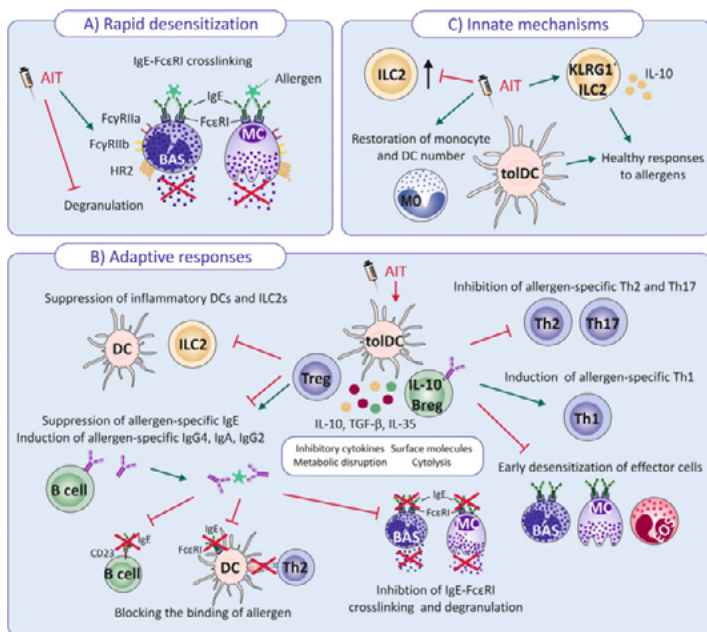 A) Rapid desensitization
AIT
IgE-FcεRI crosslinking
Allergen
IgE
FcεRI
FcγRIIa
FcγRIIb
HR2
BAS
MC
Degranulation
C) Innate mechanisms
ILC2
AIT
KLRG1+
ILC2
IL-10
Restoration of monocyte
and DC number
MO
tolDC
Healthy responses
to allergens
B) Adaptive responses
AIT
Suppression of inflammatory DCs and ILC2s
DC
ILC2
tolDC
Treg
IL-10
Breg
IL-10, TGF-β, IL-35
Inhibitory cytokines
Surface molecules
Metabolic disruption
Cytolysis
Inhibition of allergen-specific Th2 and Th17
Th2
Th17
Induction of allergen-specific Th1
Th1
Early desensitization of effector cells
BAS
MC
Suppression of allergen-specific IgE
Induction of allergen-specific IgG4, IgA, IgG2
B cell
IgE
CD23
B cell
IgE
FcεRI
DC
Th2
Blocking the binding of allergen
IgE
FcεRI
BAS
MC
Inhibtion of IgE-FcεRI
crosslinking and degranulation